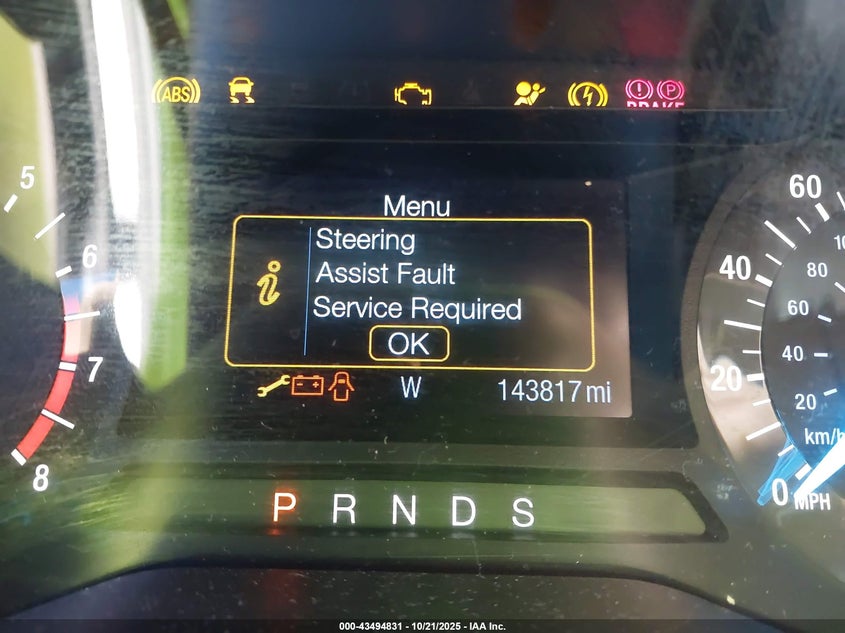 ABS
P
BRAKE
Menu
Steering
Assist Fault
Service Required
OK
W
143817 mi
5
6
7
8
60
40
20
0
MPH
80
60
40
20
km/h
P R N D S
000-43494831 - 10/21/2025 - IAA Inc.